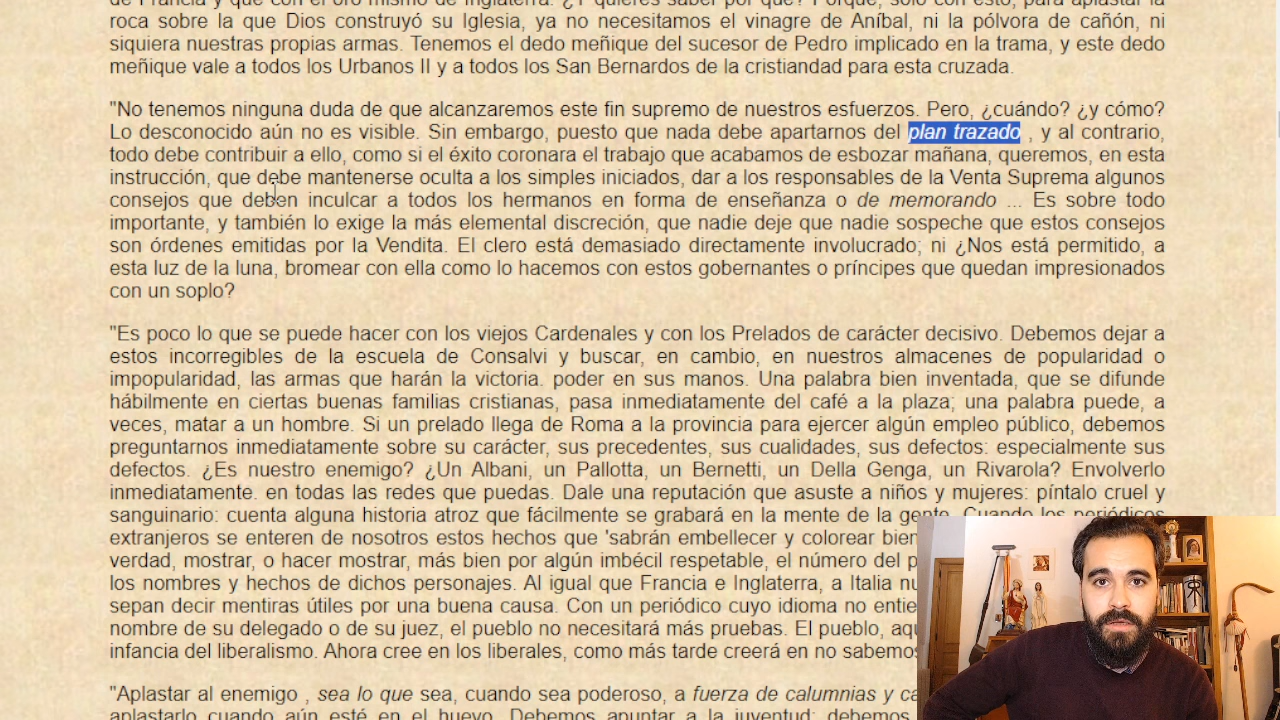 roca sobre la que Dios construyó su Iglesia, ya no necesitamos el vinagre de Aníbal, ni la pólvora de cañón, ni
siquiera nuestras propias armas. Tenemos el dedo meñique del sucesor de Pedro implicado en la trama, y este dedo
meñique vale a todos los Urbanos II y a todos los San Bernardos de la cristiandad para esta cruzada.
"No tenemos ninguna duda de que alcanzaremos este fin supremo de nuestros esfuerzos. Pero, ¿cuándo? ¿y cómo?
Lo desconocido aún no es visible. Sin embargo, puesto que nada debe apartarnos del plan trazado , y al contrario,
todo debe contribuir a ello, como si el éxito coronara el trabajo que acabamos de esbozar mañana, queremos, en esta
instrucción, que debe mantenerse oculta a los simples iniciados, dar a los responsables de la Venta Suprema algunos
consejos que deben inculcar a todos los hermanos en forma de enseñanza o de memorando ... Es sobre todo
importante, y también lo exige la más elemental discreción, que nadie deje que nadie sospeche que estos consejos
son órdenes emitidas por la Vendita. El clero está demasiado directamente involucrado; ni ¿Nos está permitido, a
esta luz de la luna, bromear con ella como lo hacemos con estos gobernantes o príncipes que quedan impresionados
con un soplo?
"Es poco lo que se puede hacer con los viejos Cardenales y con los Prelados de carácter decisivo. Debemos dejar a
estos incorregibles de la escuela de Consalvi y buscar, en cambio, en nuestros almacenes de popularidad o
impopularidad, las armas que harán la victoria. poder en sus manos. Una palabra bien inventada, que se difunde
hábilmente en ciertas buenas familias cristianas, pasa inmediatamente del café a la plaza; una palabra puede, a
veces, matar a un hombre. Si un prelado llega de Roma a la provincia para ejercer algún empleo público, debemos
preguntarnos inmediatamente sobre su carácter, sus precedentes, sus cualidades, sus defectos: especialmente sus
defectos. ¿Es nuestro enemigo? ¿Un Albani, un Pallotta, un Bernetti, un Della Genga, un Rivarola? Envolverlo
inmediatamente. en todas las redes que puedas. Dale una reputación que asuste a niños y mujeres: píntalo cruel y
sanguinario: cuenta alguna historia atroz que fácilmente se grabará en la mente de la gente. Cuando los periódicos
extranjeros se enteren de nosotros estos hechos que 'sabrán embellecer y colorear bien
verdad, mostrar, o hacer mostrar, más bien por algún imbécil respetable, el número del
los nombres y hechos de dichos personajes. Al igual que Francia e Inglaterra, a Italia
sepan decir mentiras útiles por una buena causa. Con un periódico cuyo idioma no
nombre de su delegado o de su juez, el pueblo no necesitará más pruebas. El pueblo,
infancia del liberalismo. Ahora cree en los liberales, como más tarde creerá en no
"Aplastar al enemigo , sea lo que sea, cuando sea poderoso, a fuerza de calumnias y
aplastarlo cuando aún esté en el huevo. Debemos apuntar a la juventud: debemos